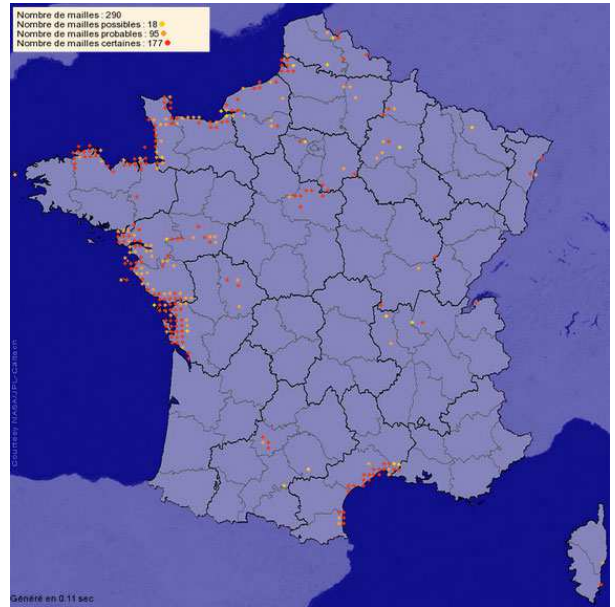 Nombre de mailles : 290
Nombre de mailles possibles : 18
Nombre de mailles probables : 95
Nombre de mailles certaines : 177
Courtesy NASA/JPL-Caltech
Généré en 0.11 sec